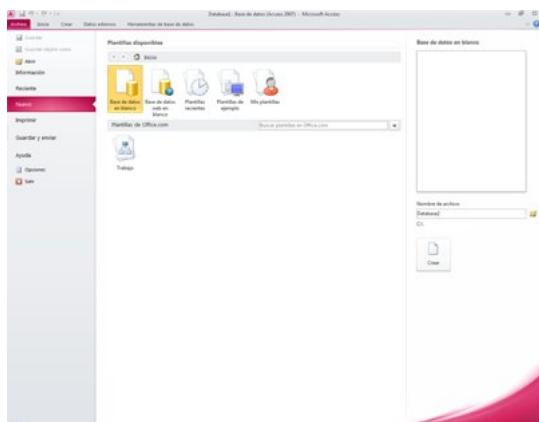 Database1 : Base de datos (Access 2007) - Microsoft Access
Archivo Inicio Crear Datos externos Herramientas de base de datos
Guardar
Guardar objeto como
Abrir
Información
Reciente
Nuevo
Imprimir
Guardar y enviar
Ayuda
Opciones
Salir
Plantillas disponibles
Inicio
Base de datos en blanco
Base de datos web en blanco
Plantillas recientes
Plantillas de ejemplo
Mis plantillas
Plantillas de Office.com
Buscar plantillas en Office.com
Trabajo
Base de datos en blanco
Nombre de archivo
Database2
C:\
Crear